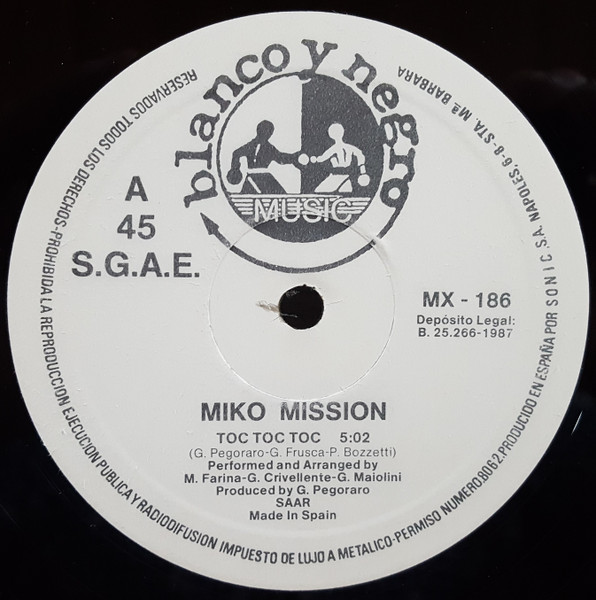 blanco y negro
MUSIC
A
45
S.G.A.E.
MX - 186
Depósito Legal:
B. 25.266-1987
MIKO MISSION
TOC TOC TOC 5:02
(G. Pegoraro-G. Frusca-P. Bozzetti)
Performed and Arranged by
M. Farina-G. Crivellente-G. Maiolini
Produced by G. Pegoraro
SAAR
Made In Spain
RESERVADOS TODOS LOS DERECHOS-PROHIBIDA LA REPRODUCCION EJECUCION PUBLICA Y RADIODIFUSION IMPUESTO DE LUJO A METALICO-PERMISO NUMERO.8062.PRODUCIDO EN ESPAÑA POR SONIC S.A. NAPOLES, 6-8-STA. Mª. BARBARA